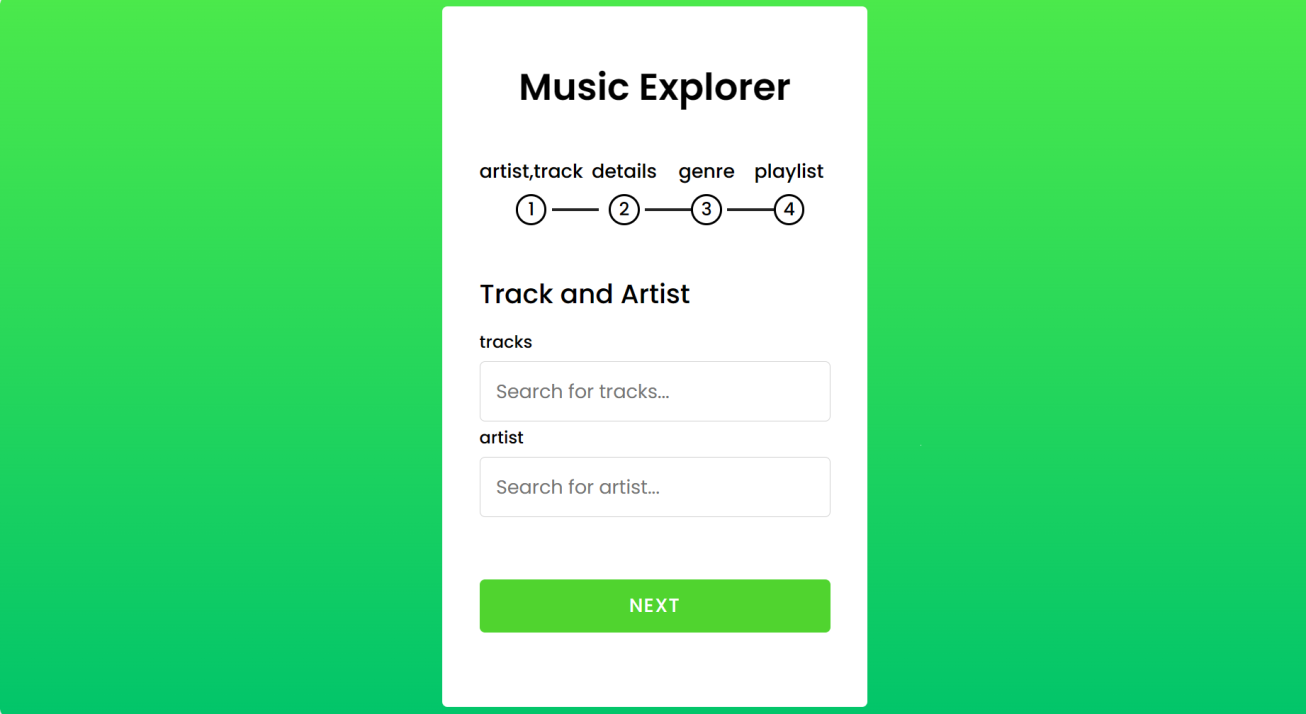 Music Explorer
artist,track details genre playlist
1 2 3 4
Track and Artist
tracks
Search for tracks...
artist
Search for artist...
NEXT